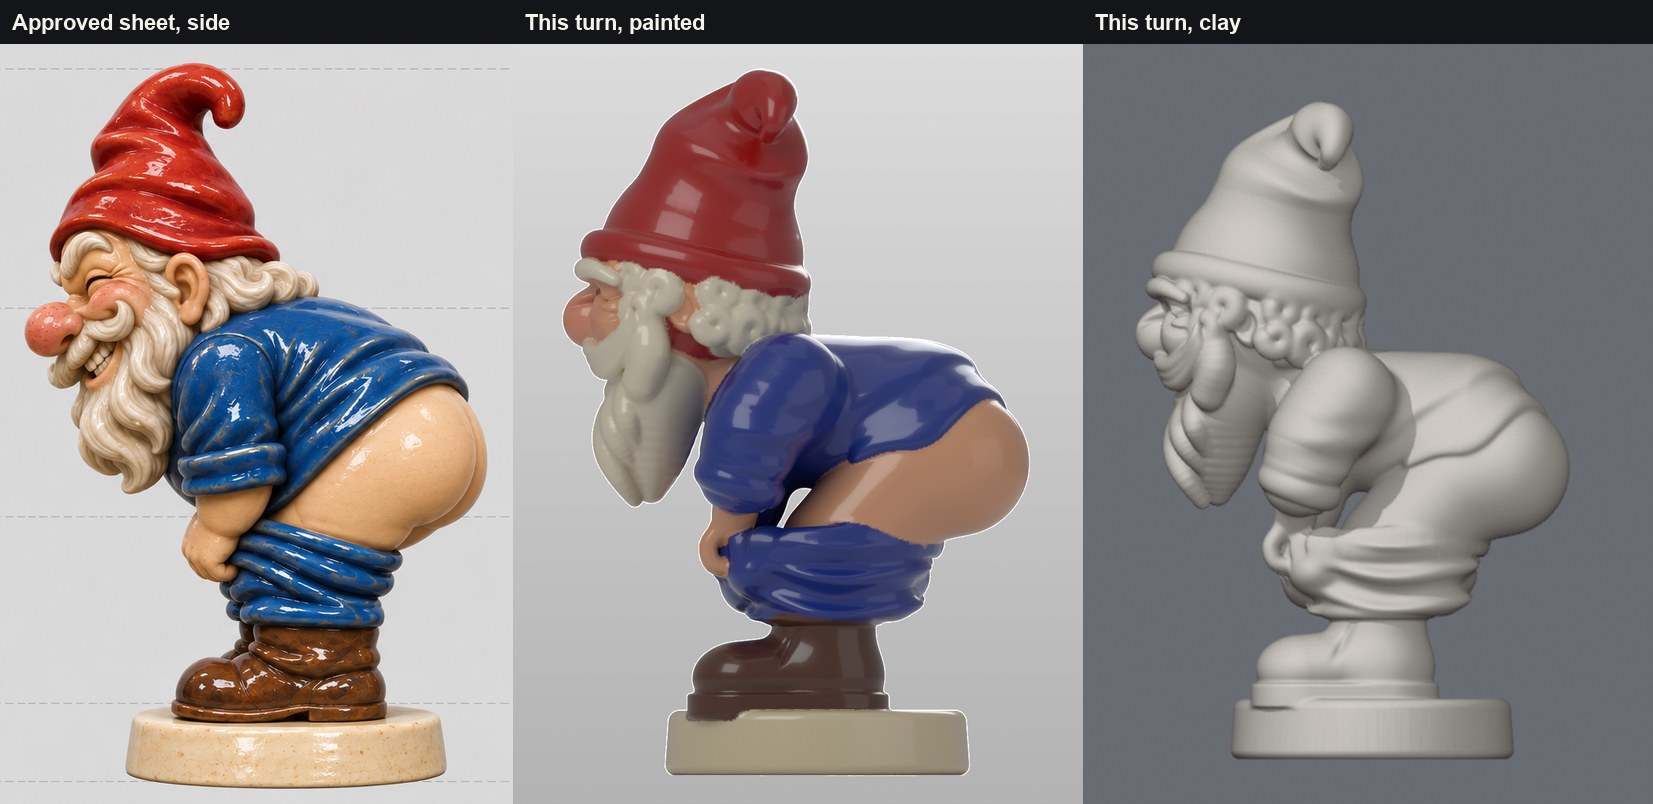 Approved sheet, side
This turn, painted
This turn, clay